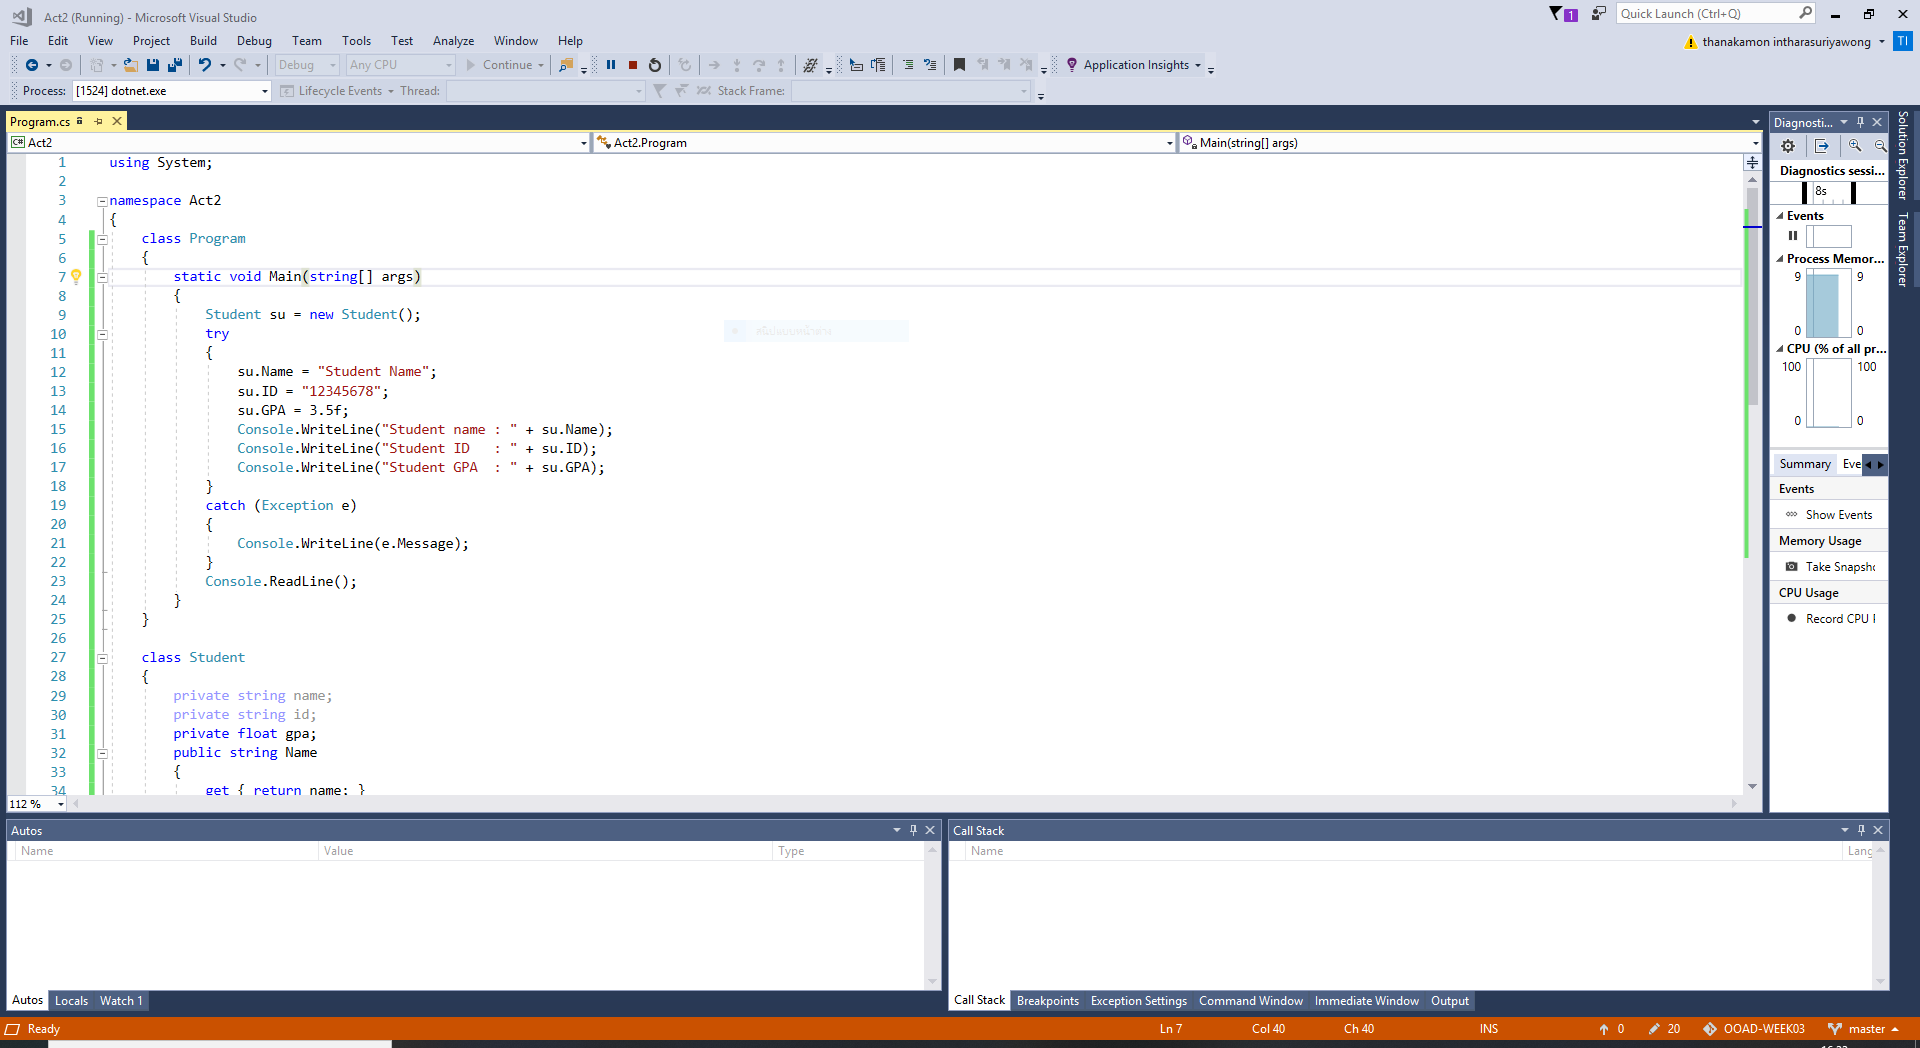 Act2 (Running) - Microsoft Visual Studio
1
Quick Launch (Ctrl+Q)
File Edit View Project Build Debug Team Tools Test Analyze Window Help
thanakamon intharasuriyawong TI
Debug Any CPU Continue Application Insights
Process: [1524] dotnet.exe Lifecycle Events Thread: Stack Frame:
Program.cs
C# Act2 Act2.Program Main(string[] args)
1 using System;
2
3 namespace Act2
4 {
5 class Program
6 {
7 static void Main(string[] args)
8 {
9 Student su = new Student();
10 try
11 {
12 su.Name = "Student Name";
13 su.ID = "12345678";
14 su.GPA = 3.5f;
15 Console.WriteLine("Student name : " + su.Name);
16 Console.WriteLine("Student ID   : " + su.ID);
17 Console.WriteLine("Student GPA  : " + su.GPA);
18 }
19 catch (Exception e)
20 {
21 Console.WriteLine(e.Message);
22 }
23 Console.ReadLine();
24 }
25 }
26
27 class Student
28 {
29 private string name;
30 private string id;
31 private float gpa;
32 public string Name
33 {
34 get { return name; }
112 %
Diagnosti...
Diagnostics sessi...
8s
Events
Process Memor...
9 9
0 0
CPU (% of all pr...
100 100
0 0
Summary Eve
Events
Show Events
Memory Usage
Take Snapsh
CPU Usage
Record CPU
Solution Explorer
Team Explorer
Autos
Name Value Type
Autos Locals Watch 1
Call Stack
Name Lang
Call Stack Breakpoints Exception Settings Command Window Immediate Window Output
Ready Ln 7 Col 40 Ch 40 INS 0 20 OOAD-WEEK03 master